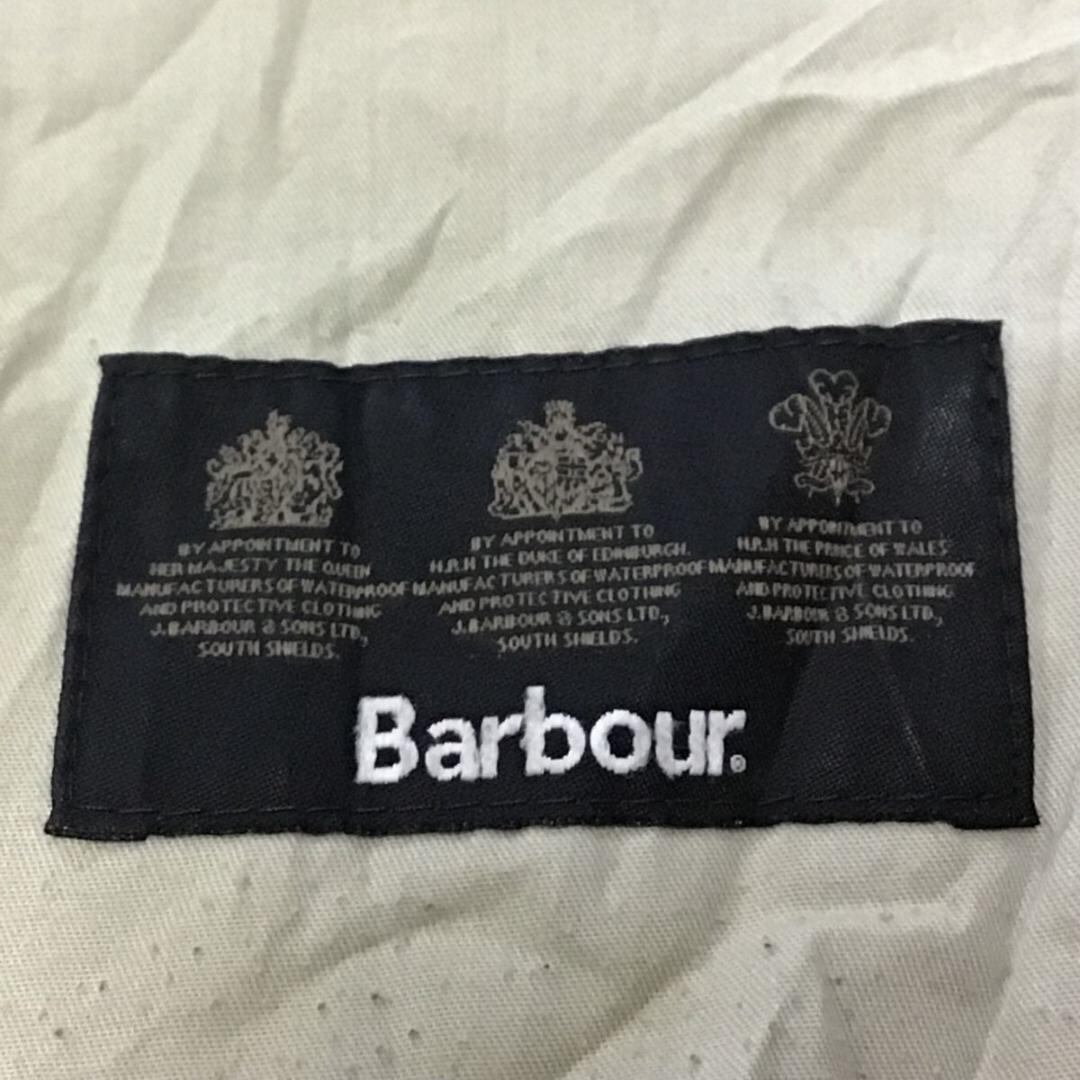 BY APPOINTMENT TO
HER MAJESTY THE QUEEN
MANUFACTURERS OF WATERPROOF
AND PROTECTIVE CLOTHING
J. BARBOUR & SONS LTD.,
SOUTH SHIELDS.
BY APPOINTMENT TO
H.R.H THE DUKE OF EDINBURGH.
MANUFACTURERS OF WATERPROOF
AND PROTECTIVE CLOTHING
J. BARBOUR & SONS LTD.,
SOUTH SHIELDS.
BY APPOINTMENT TO
H.R.H THE PRINCE OF WALES
MANUFACTURERS OF WATERPROOF
AND PROTECTIVE CLOTHING
J. BARBOUR & SONS LTD.,
SOUTH SHIELDS.
Barbour.®